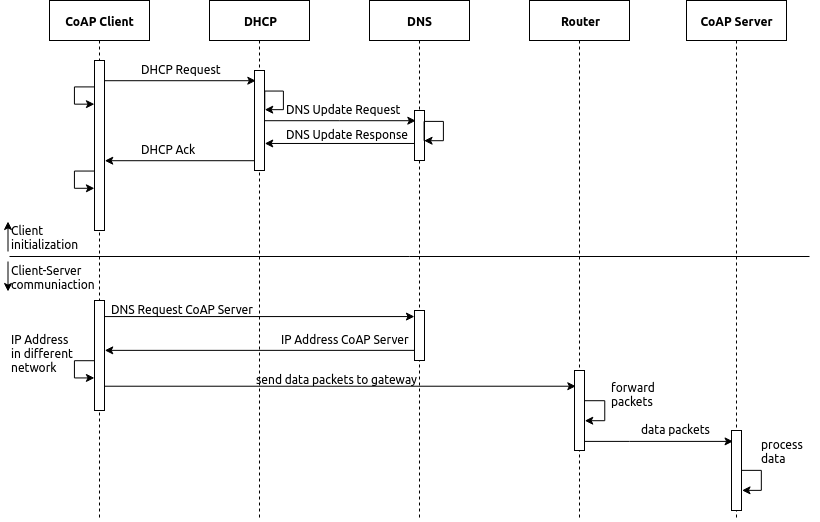 CoAP Client
DHCP
DNS
Router
CoAP Server
DHCP Request
DNS Update Request
DNS Update Response
DHCP Ack
Client
initialization
Client-Server
communiaction
DNS Request CoAP Server
IP Address
in different
network
IP Address CoAP Server
send data packets to gateway
forward
packets
data packets
process
data